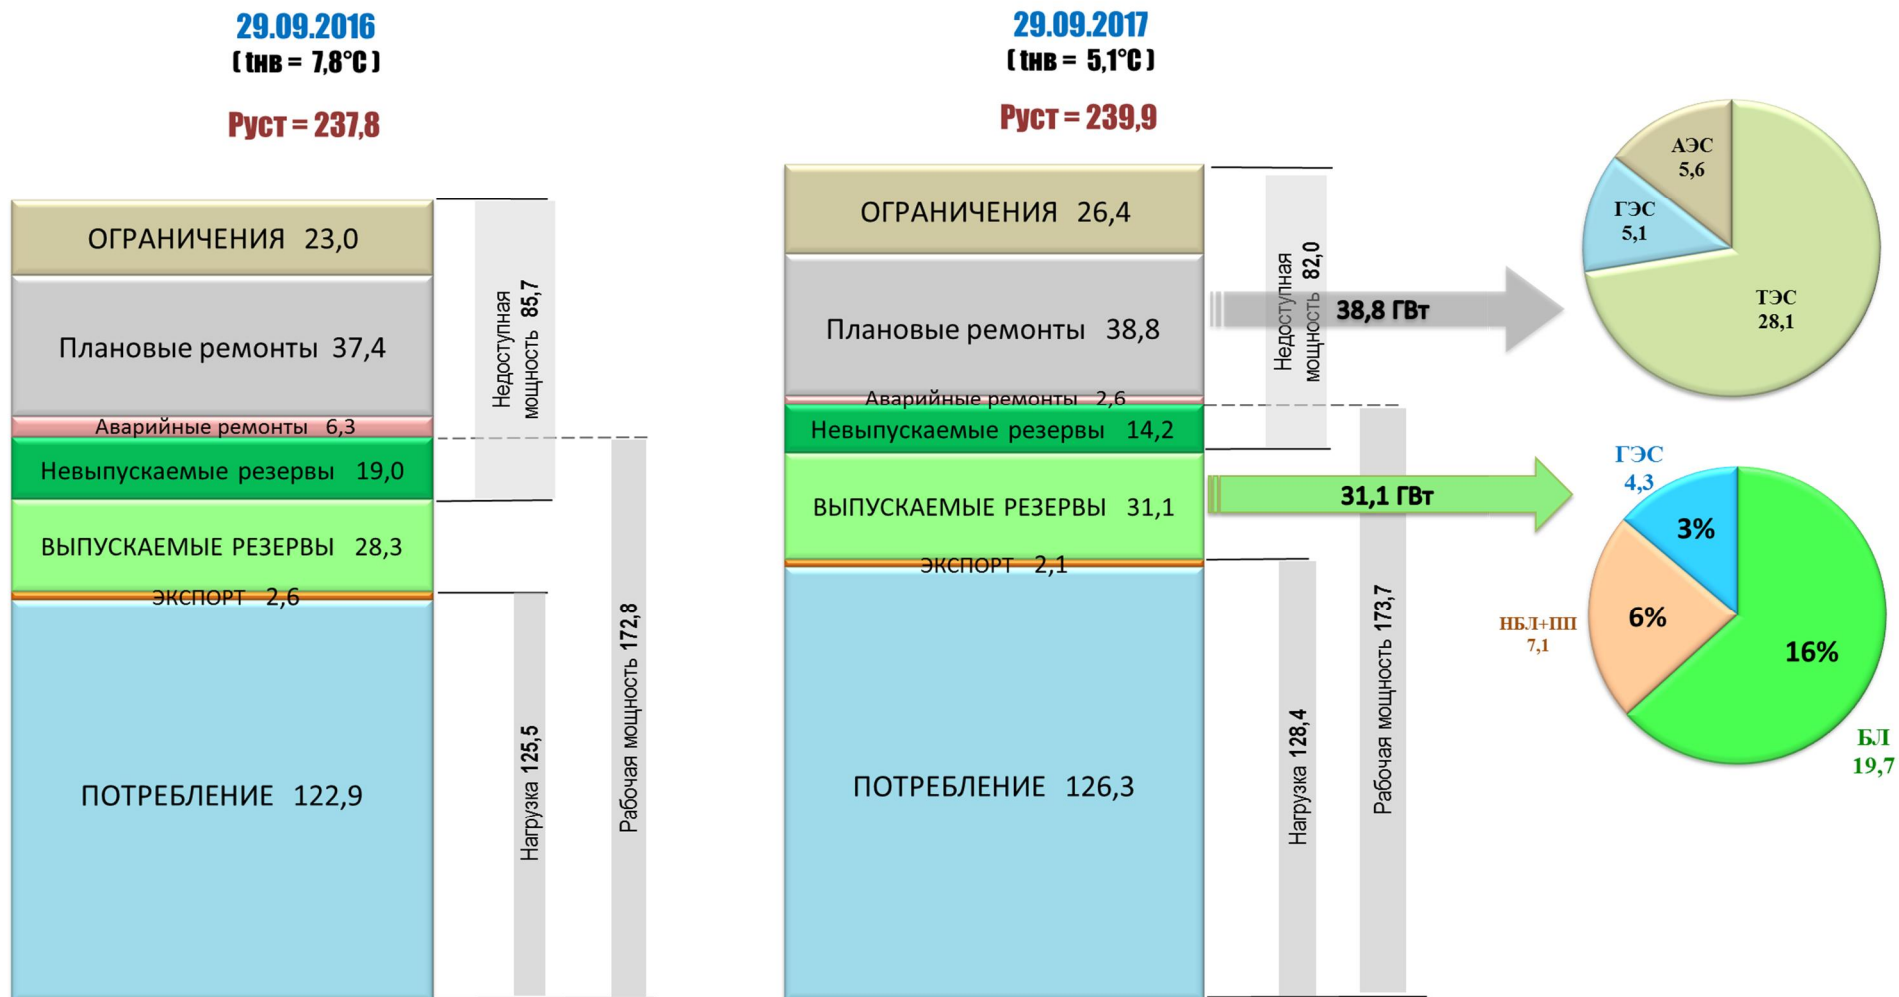 29.09.2016
( tнв = 7,8°C )
Руст = 237,8
ОГРАНИЧЕНИЯ 23,0
Плановые ремонты 37,4
Аварийные ремонты 6,3
Невыпускаемые резервы 19,0
ВЫПУСКАЕМЫЕ РЕЗЕРВЫ 28,3
ЭКСПОРТ 2,6
ПОТРЕБЛЕНИЕ 122,9
Недоступная
мощность 85,7
Нагрузка 125,5
Рабочая мощность 172,8
29.09.2017
( tнв = 5,1°C )
Руст = 239,9
ОГРАНИЧЕНИЯ 26,4
Плановые ремонты 38,8
Аварийные ремонты 2,6
Невыпускаемые резервы 14,2
ВЫПУСКАЕМЫЕ РЕЗЕРВЫ 31,1
ЭКСПОРТ 2,1
ПОТРЕБЛЕНИЕ 126,3
Недоступная
мощность 82,0
Нагрузка 128,4
Рабочая мощность 173,7
38,8 ГВт
31,1 ГВт
АЭС
5,6
ГЭС
5,1
ТЭС
28,1
ГЭС
4,3
3%
НБЛ+ПП
7,1
6%
16%
БЛ
19,7